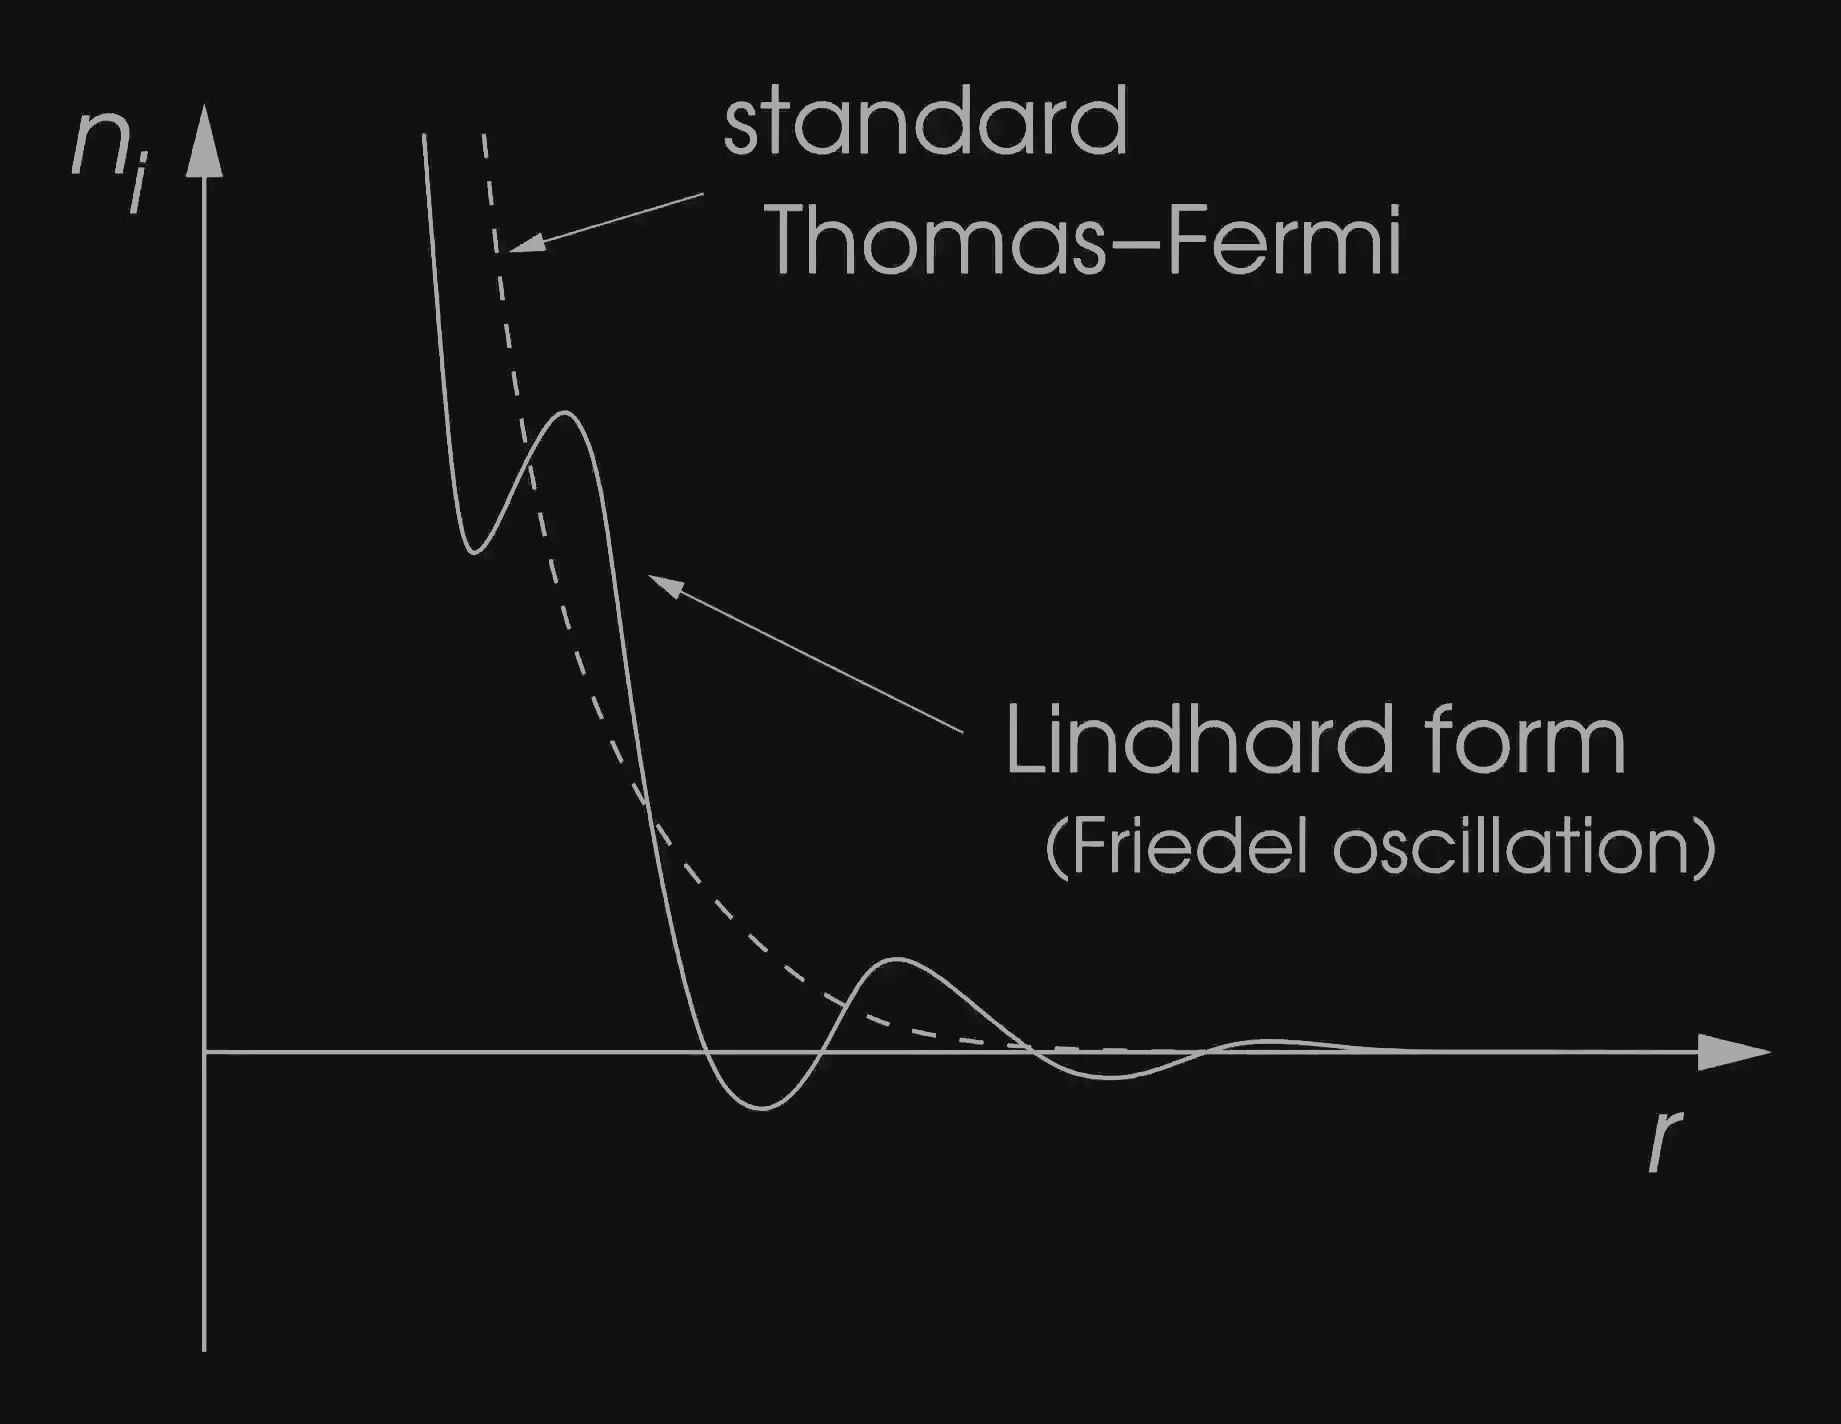 n_i
standard
Thomas–Fermi
Lindhard form
(Friedel oscillation)
r